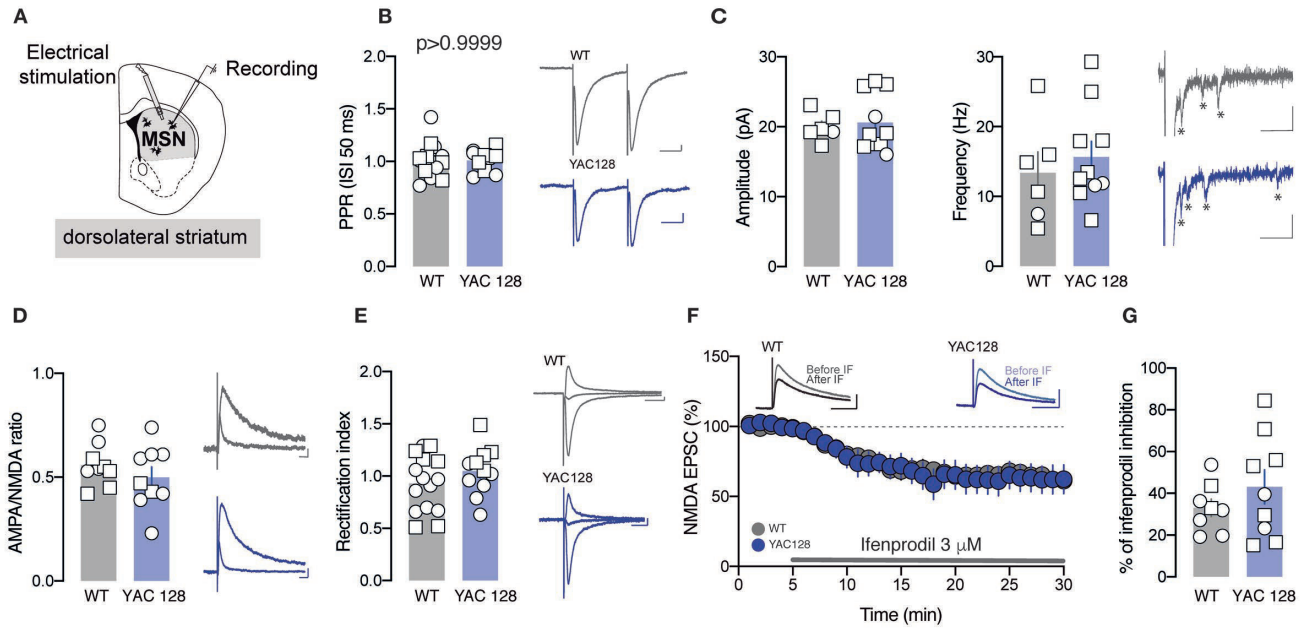 A
Electrical
stimulation
Recording
MSN
dorsolateral striatum
B
p>0.9999
PPR (ISI 50 ms)
2.0
1.5
1.0
0.5
0.0
WT
YAC 128
WT
YAC128
C
Amplitude (pA)
30
20
10
0
WT
YAC 128
Frequency (Hz)
30
20
10
0
WT
YAC 128
* * *
* * * *
D
AMPA/NMDA ratio
1.0
0.5
0.0
WT
YAC 128
E
Rectification index
2.0
1.5
1.0
0.5
0.0
WT
YAC 128
WT
YAC128
F
NMDA EPSC (%)
150
100
50
0
WT
Before IF
After IF
YAC128
Before IF
After IF
WT
YAC128
Ifenprodil 3 μM
0 5 10 15 20 25 30
Time (min)
G
% of infenprodil inhibition
100
80
60
40
20
0
WT
YAC 128